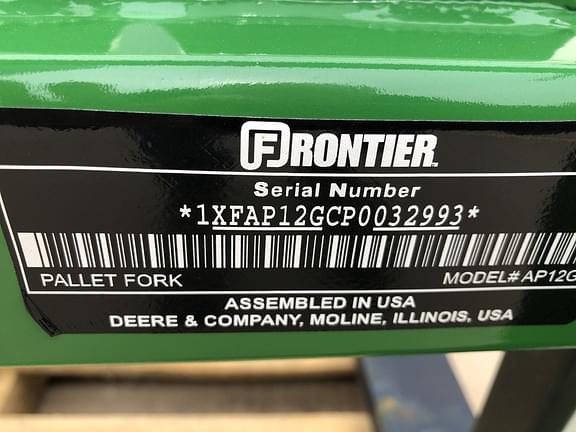 FRONTIER
Serial Number
*1XFAP12GCP0032993*
PALLET FORK
MODEL# AP12G
ASSEMBLED IN USA
DEERE & COMPANY, MOLINE, ILLINOIS, USA